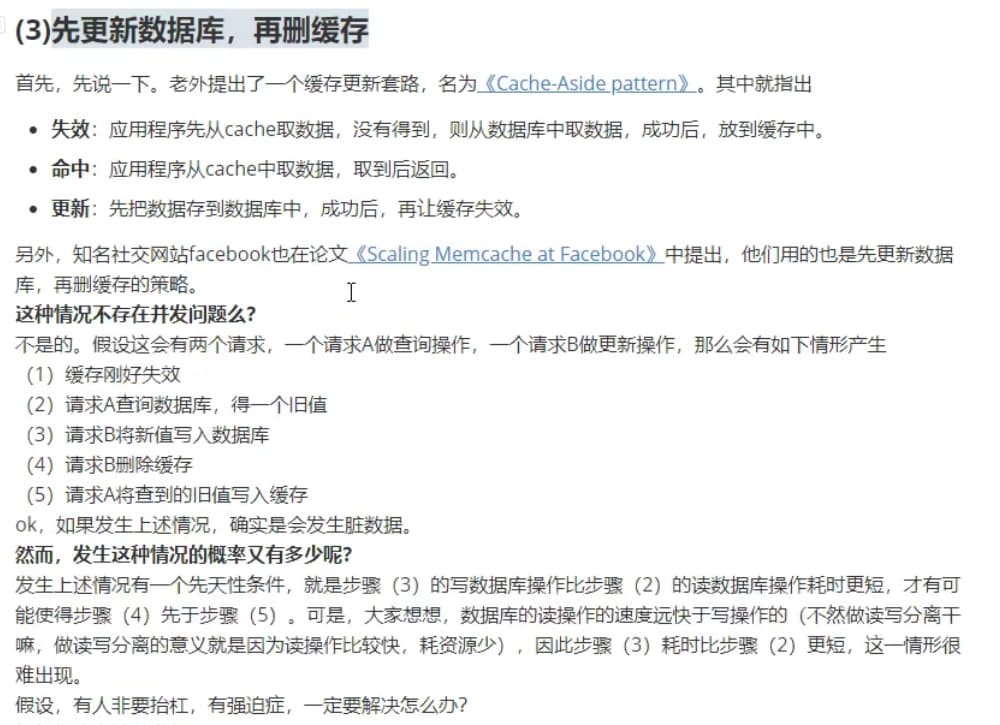 (3)先更新数据库，再删缓存
首先，先说一下。老外提出了一个缓存更新套路，名为《Cache-Aside pattern》。其中就指出
• 失效：应用程序先从cache取数据，没有得到，则从数据库中取数据，成功后，放到缓存中。
• 命中：应用程序从cache中取数据，取到后返回。
• 更新：先把数据存到数据库中，成功后，再让缓存失效。
另外，知名社交网站facebook也在论文《Scaling Memcache at Facebook》中提出，他们用的也是先更新数据
库，再删缓存的策略。
这种情况不存在并发问题么？
不是的。假设这会有两个请求，一个请求A做查询操作，一个请求B做更新操作，那么会有如下情形产生
（1）缓存刚好失效
（2）请求A查询数据库，得一个旧值
（3）请求B将新值写入数据库
（4）请求B删除缓存
（5）请求A将查到的旧值写入缓存
ok，如果发生上述情况，确实是会发生脏数据。
然而，发生这种情况的概率又有多少呢？
发生上述情况有一个先天性条件，就是步骤（3）的写数据库操作比步骤（2）的读数据库操作耗时更短，才有可
能使得步骤（4）先于步骤（5）。可是，大家想想，数据库的读操作的速度远快于写操作的（不然做读写分离干
嘛，做读写分离的意义就是因为读操作比较快，耗资源少），因此步骤（3）耗时比步骤（2）更短，这一情形很
难出现。
假设，有人非要抬杠，有强迫症，一定要解决怎么办？